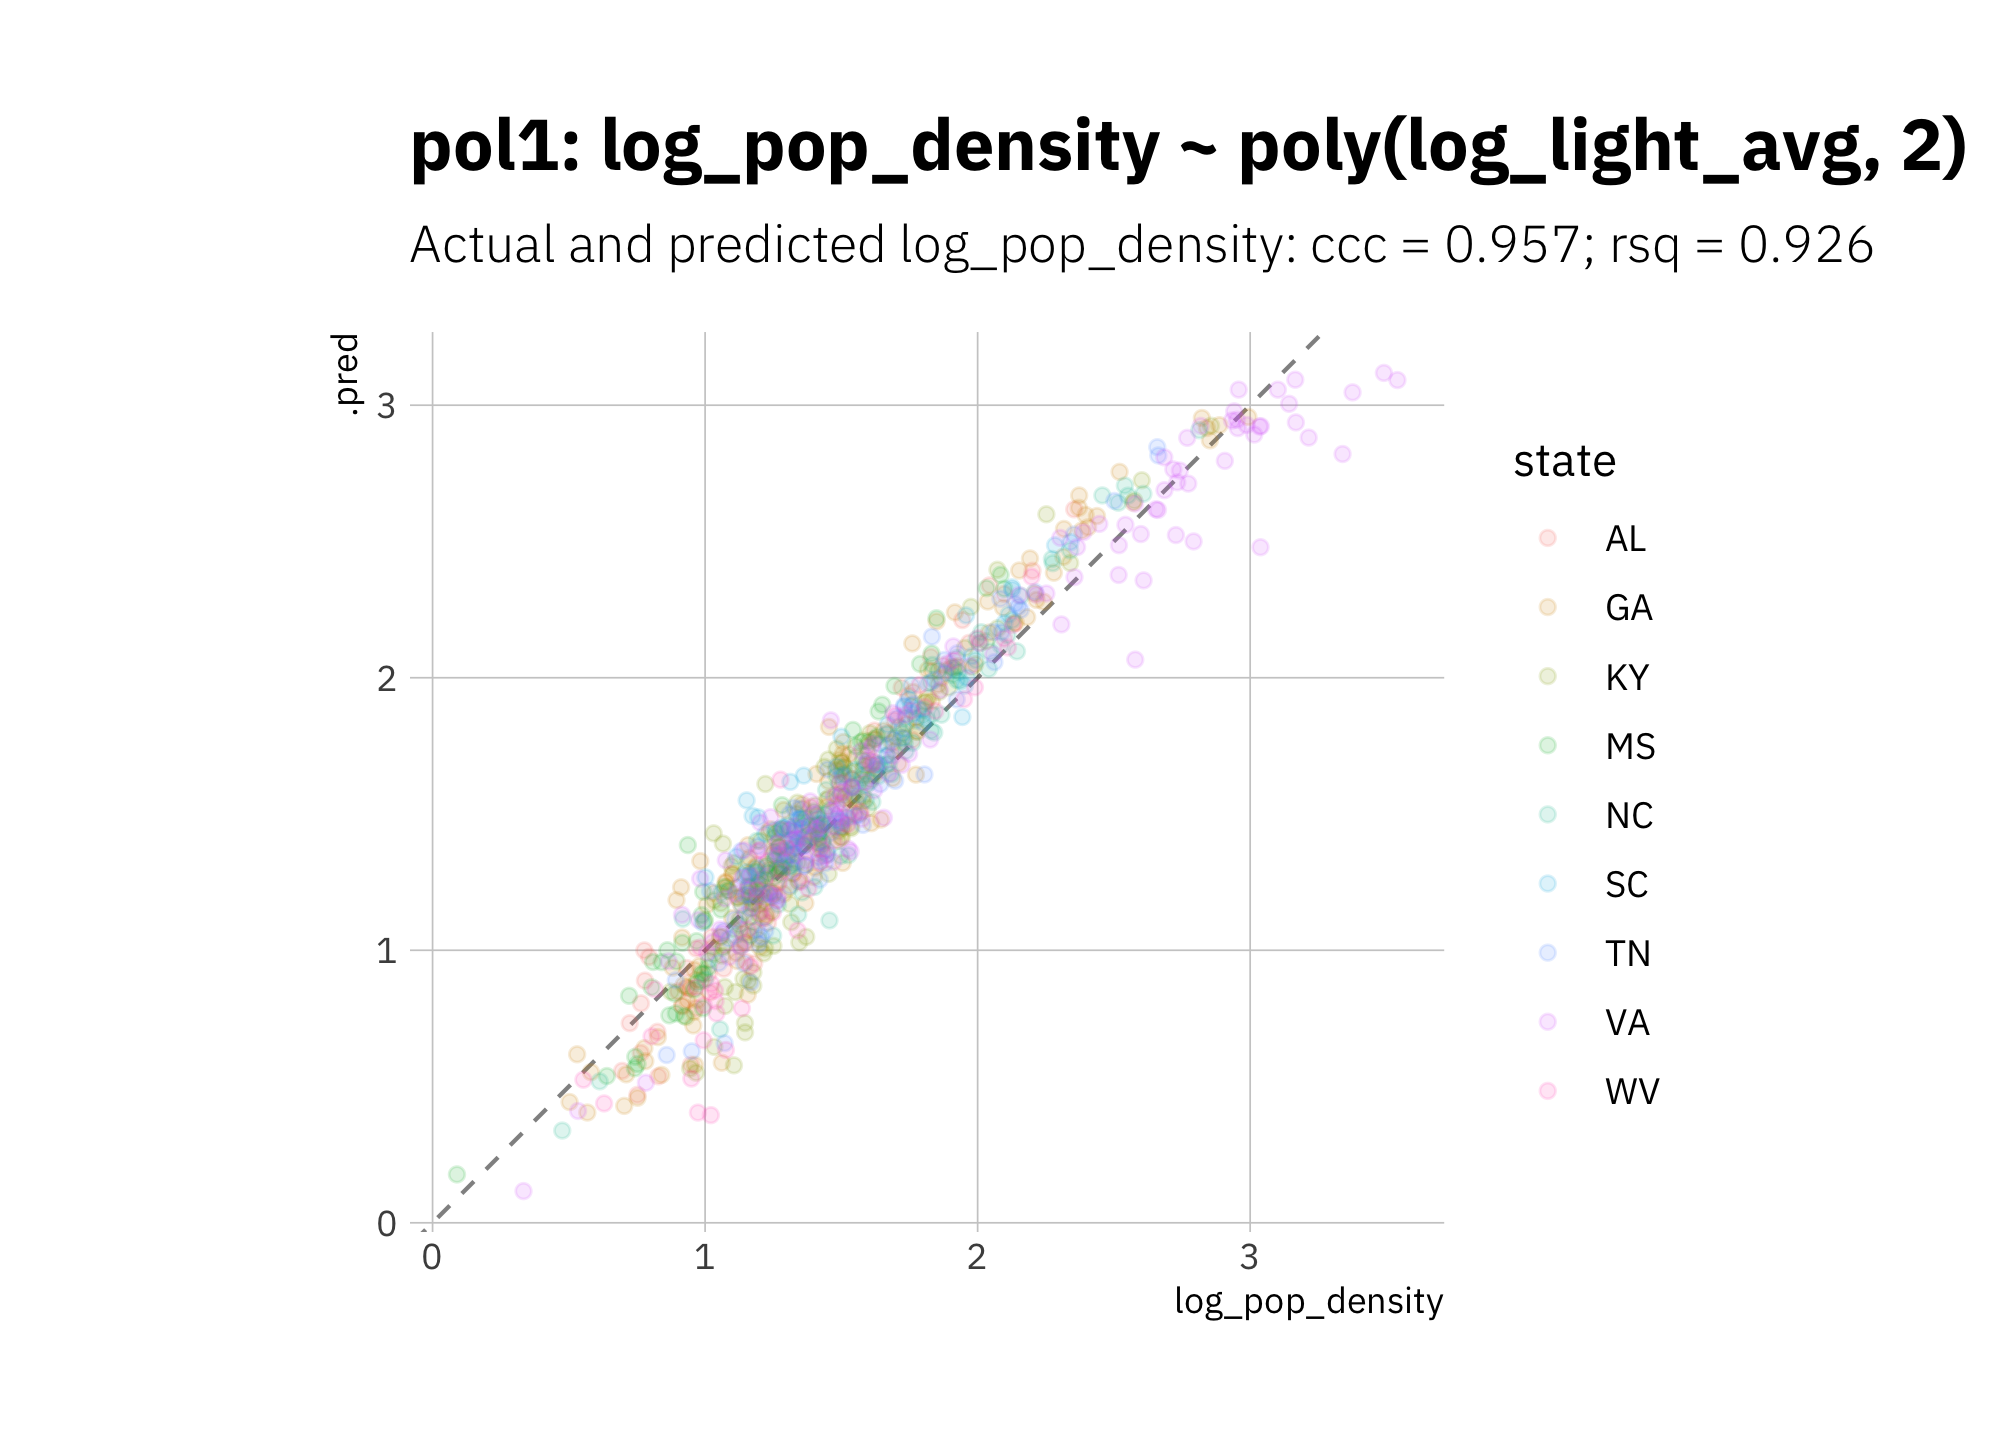 pol1: log_pop_density ~ poly(log_light_avg, 2)
Actual and predicted log_pop_density: ccc = 0.957; rsq = 0.926
.pred
3
2
1
0
0 1 2 3
log_pop_density
state
AL
GA
KY
MS
NC
SC
TN
VA
WV